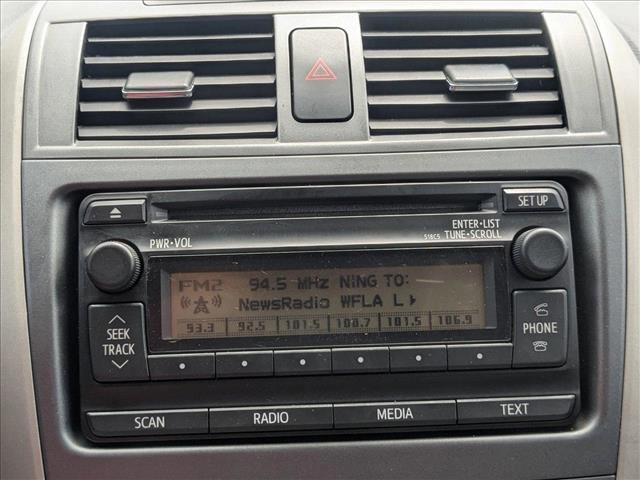 SET UP
ENTER•LIST
PWR•VOL
518C5 TUNE•SCROLL
FM2 94.5 MHz NING TO:
NewsRadio WFLA L
93.3 92.5 101.5 100.7 101.5 106.9
SEEK
TRACK
PHONE
SCAN RADIO MEDIA TEXT